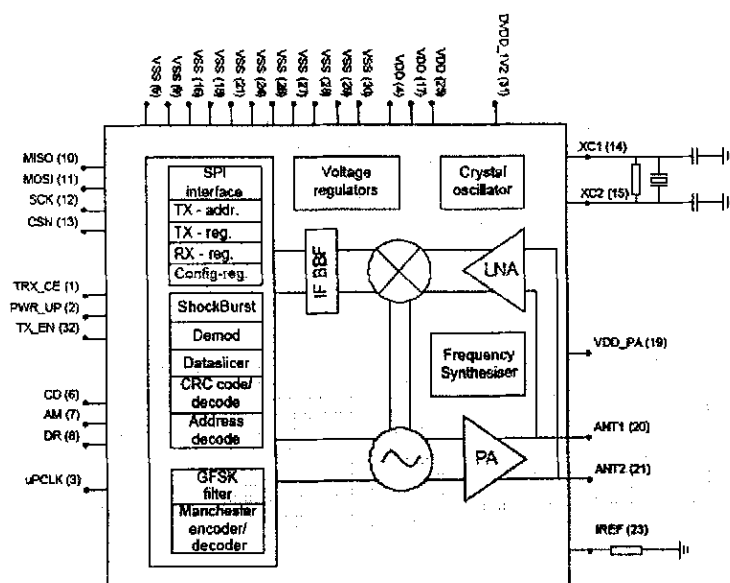 VSS (5)
VSS (9)
VSS (16)
VSS (18)
VSS
VSS (24)
VSS (26)
VSS (27)
VSS (28)
VSS (29)
VSS (30)
VDD (4)
VDD (17)
VDD (25)
DVDD_1V2 (31)
MISO (10)
MOSI (11)
SCK (12)
CSN (13)
TRX_CE (1)
PWR_UP (2)
TX_EN (32)
CD (6)
AM (7)
DR (8)
uPCLK (3)
SPI
interface
TX - addr.
TX - reg.
RX - reg.
Config-reg.
ShockBurst
Demod
Dataslicer
CRC code/
decode
Address
decode
GFSK
filter
Manchester
encoder/
decoder
Voltage
regulators
Crystal
oscillator
IF BBF
LNA
Frequency
Synthesiser
PA
XC1 (14)
XC2 (15)
VDD_PA (19)
ANT1 (20)
ANT2 (21)
IREF (23)